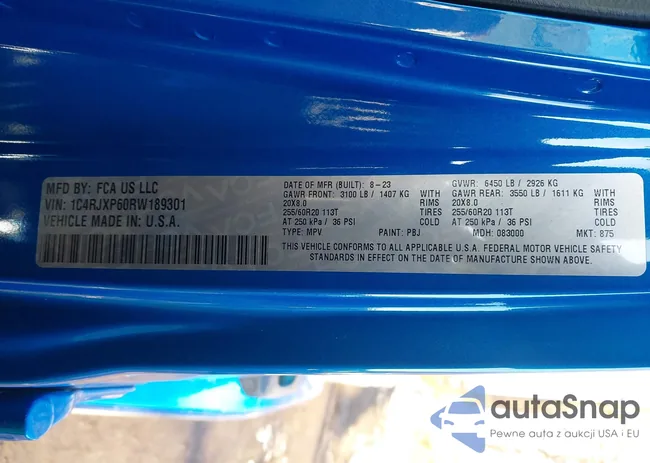 MFD BY: FCA US LLC
VIN: 1C4RJXP60RW189301
VEHICLE MADE IN: U.S.A.
DATE OF MFR (BUILT): 8-23 GVWR: 6450 LB / 2926 KG
GAWR FRONT: 3100 LB / 1407 KG WITH GAWR REAR: 3550 LB / 1611 KG WITH
20X8.0 RIMS 20X8.0 RIMS
255/60R20 113T TIRES 255/60R20 113T TIRES
AT 250 kPa / 36 PSI COLD AT 250 kPa / 36 PSI COLD
TYPE: MPV PAINT: PBJ MDH: 083000 MKT: 875
THIS VEHICLE CONFORMS TO ALL APPLICABLE U.S.A. FEDERAL MOTOR VEHICLE SAFETY
STANDARDS IN EFFECT ON THE DATE OF MANUFACTURE SHOWN ABOVE.
autaSnap
Pewne auta z aukcji USA i EU